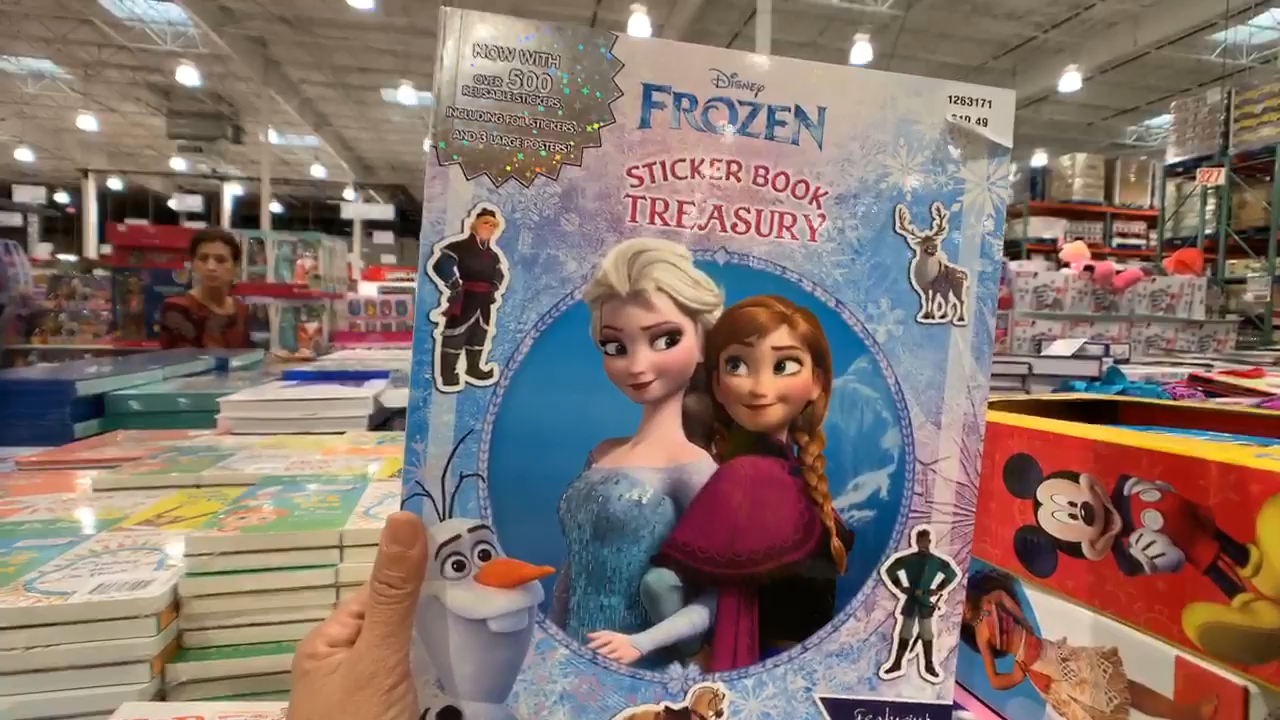 NOW WITH
OVER 500
REUSABLE STICKERS,
INCLUDING FOIL STICKERS,
AND 3 LARGE POSTERS!
DISNEY
FROZEN
STICKER BOOK
TREASURY
1263171
327